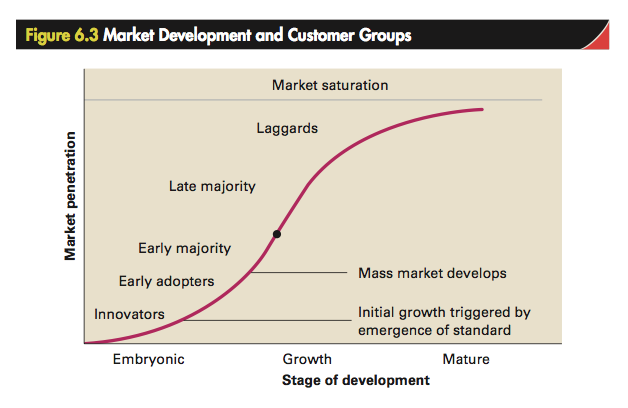 Figure 6.3 Market Development and Customer Groups
Market saturation
Laggards
Late majority
Early majority
Early adopters
Mass market develops
Innovators
Initial growth triggered by
emergence of standard
Market penetration
Embryonic
Growth
Mature
Stage of development